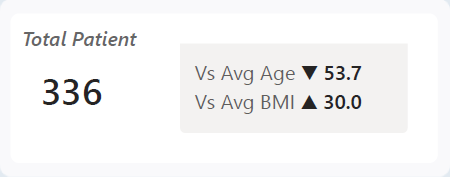 Total Patient
336
Vs Avg Age ▼ 53.7
Vs Avg BMI ▲ 30.0